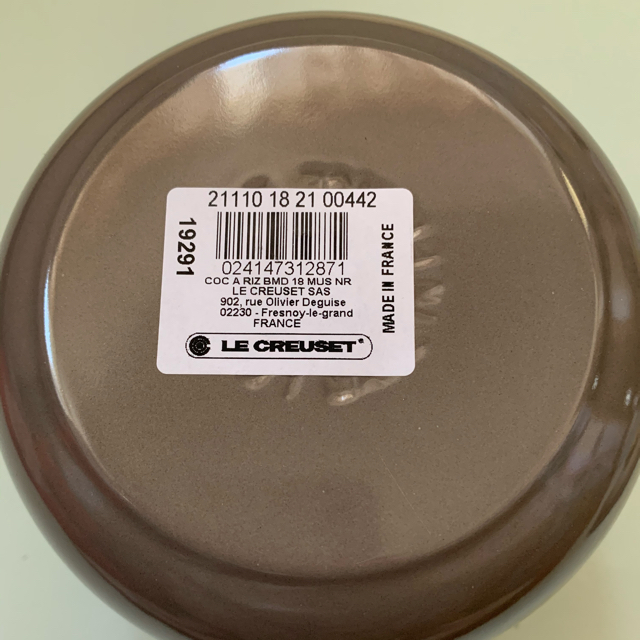 21110 18 21 00442
19291
024147312871
COC A RIZ BMD 18 MUS NR
LE CREUSET SAS
902, rue Olivier Deguise
02230 - Fresnoy-le-grand
FRANCE
MADE IN FRANCE
LE CREUSET®